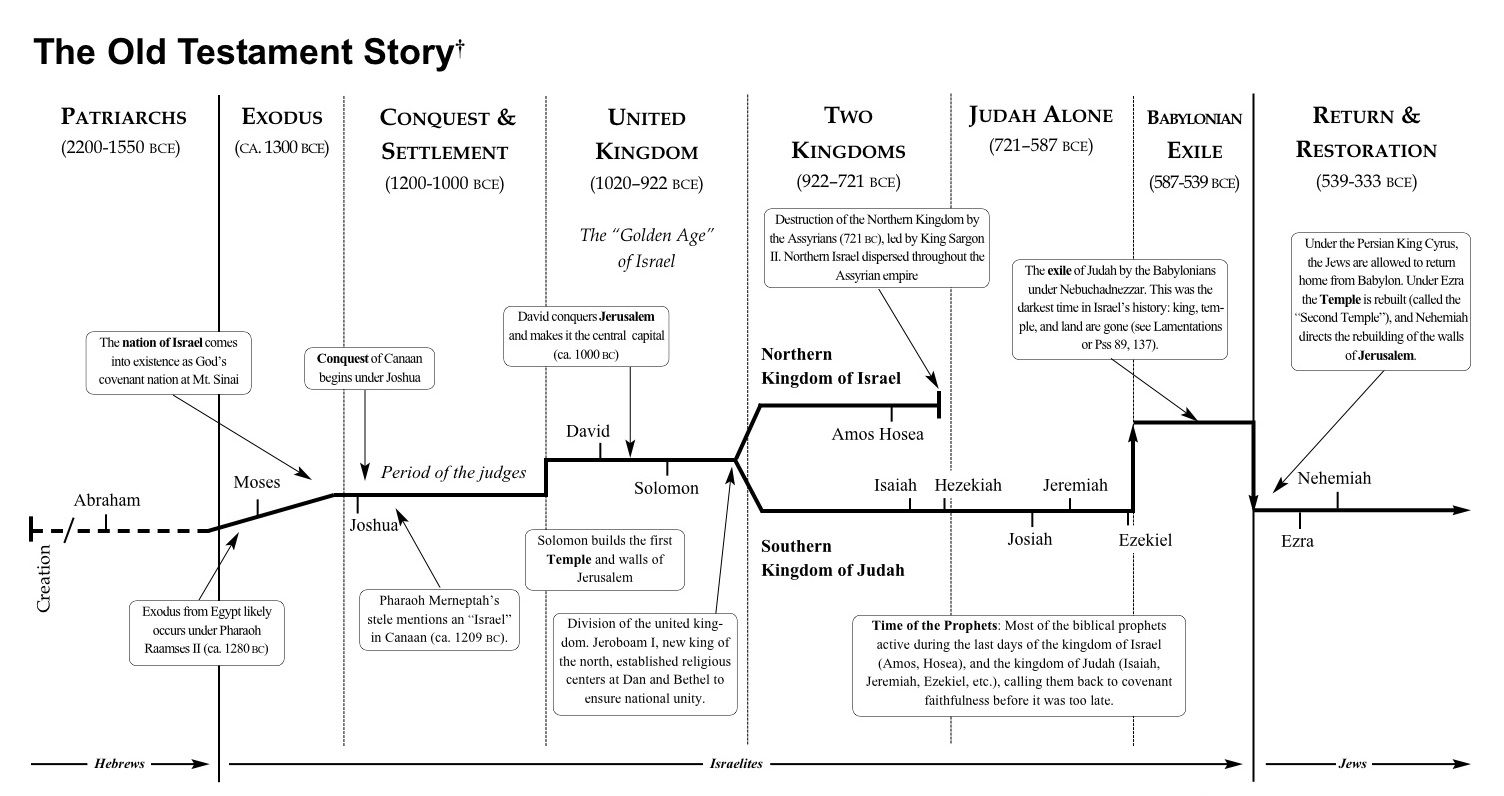 The Old Testament Story†
PATRIARCHS
(2200-1550 BCE)
EXODUS
(CA. 1300 BCE)
CONQUEST &
SETTLEMENT
(1200-1000 BCE)
UNITED
KINGDOM
(1020–922 BCE)
TWO
KINGDOMS
(922–721 BCE)
JUDAH ALONE
(721–587 BCE)
BABYLONIAN
EXILE
(587-539 BCE)
RETURN &
RESTORATION
(539-333 BCE)
The “Golden Age”
of Israel
Destruction of the Northern Kingdom by
the Assyrians (721 BC), led by King Sargon
II. Northern Israel dispersed throughout the
Assyrian empire
The exile of Judah by the Babylonians
under Nebuchadnezzar. This was the
darkest time in Israel’s history: king, tem-
ple, and land are gone (see Lamentations
or Pss 89, 137).
Under the Persian King Cyrus,
the Jews are allowed to return
home from Babylon. Under Ezra
the Temple is rebuilt (called the
“Second Temple”), and Nehemiah
directs the rebuilding of the walls
of Jerusalem.
The nation of Israel comes
into existence as God’s
covenant nation at Mt. Sinai
Conquest of Canaan
begins under Joshua
David conquers Jerusalem
and makes it the central capital
(ca. 1000 BC)
Northern
Kingdom of Israel
David
Amos Hosea
Period of the judges
Solomon
Abraham
Moses
Joshua
Isaiah
Hezekiah
Jeremiah
Nehemiah
Josiah
Ezekiel
Ezra
Creation
Southern
Kingdom of Judah
Solomon builds the first
Temple and walls of
Jerusalem
Exodus from Egypt likely
occurs under Pharaoh
Raamses II (ca. 1280 BC)
Pharaoh Merneptah’s
stele mentions an “Israel”
in Canaan (ca. 1209 BC).
Division of the united king-
dom. Jeroboam I, new king of
the north, established religious
centers at Dan and Bethel to
ensure national unity.
Time of the Prophets: Most of the biblical prophets
active during the last days of the kingdom of Israel
(Amos, Hosea), and the kingdom of Judah (Isaiah,
Jeremiah, Ezekiel, etc.), calling them back to covenant
faithfulness before it was too late.
Hebrews
Israelites
Jews